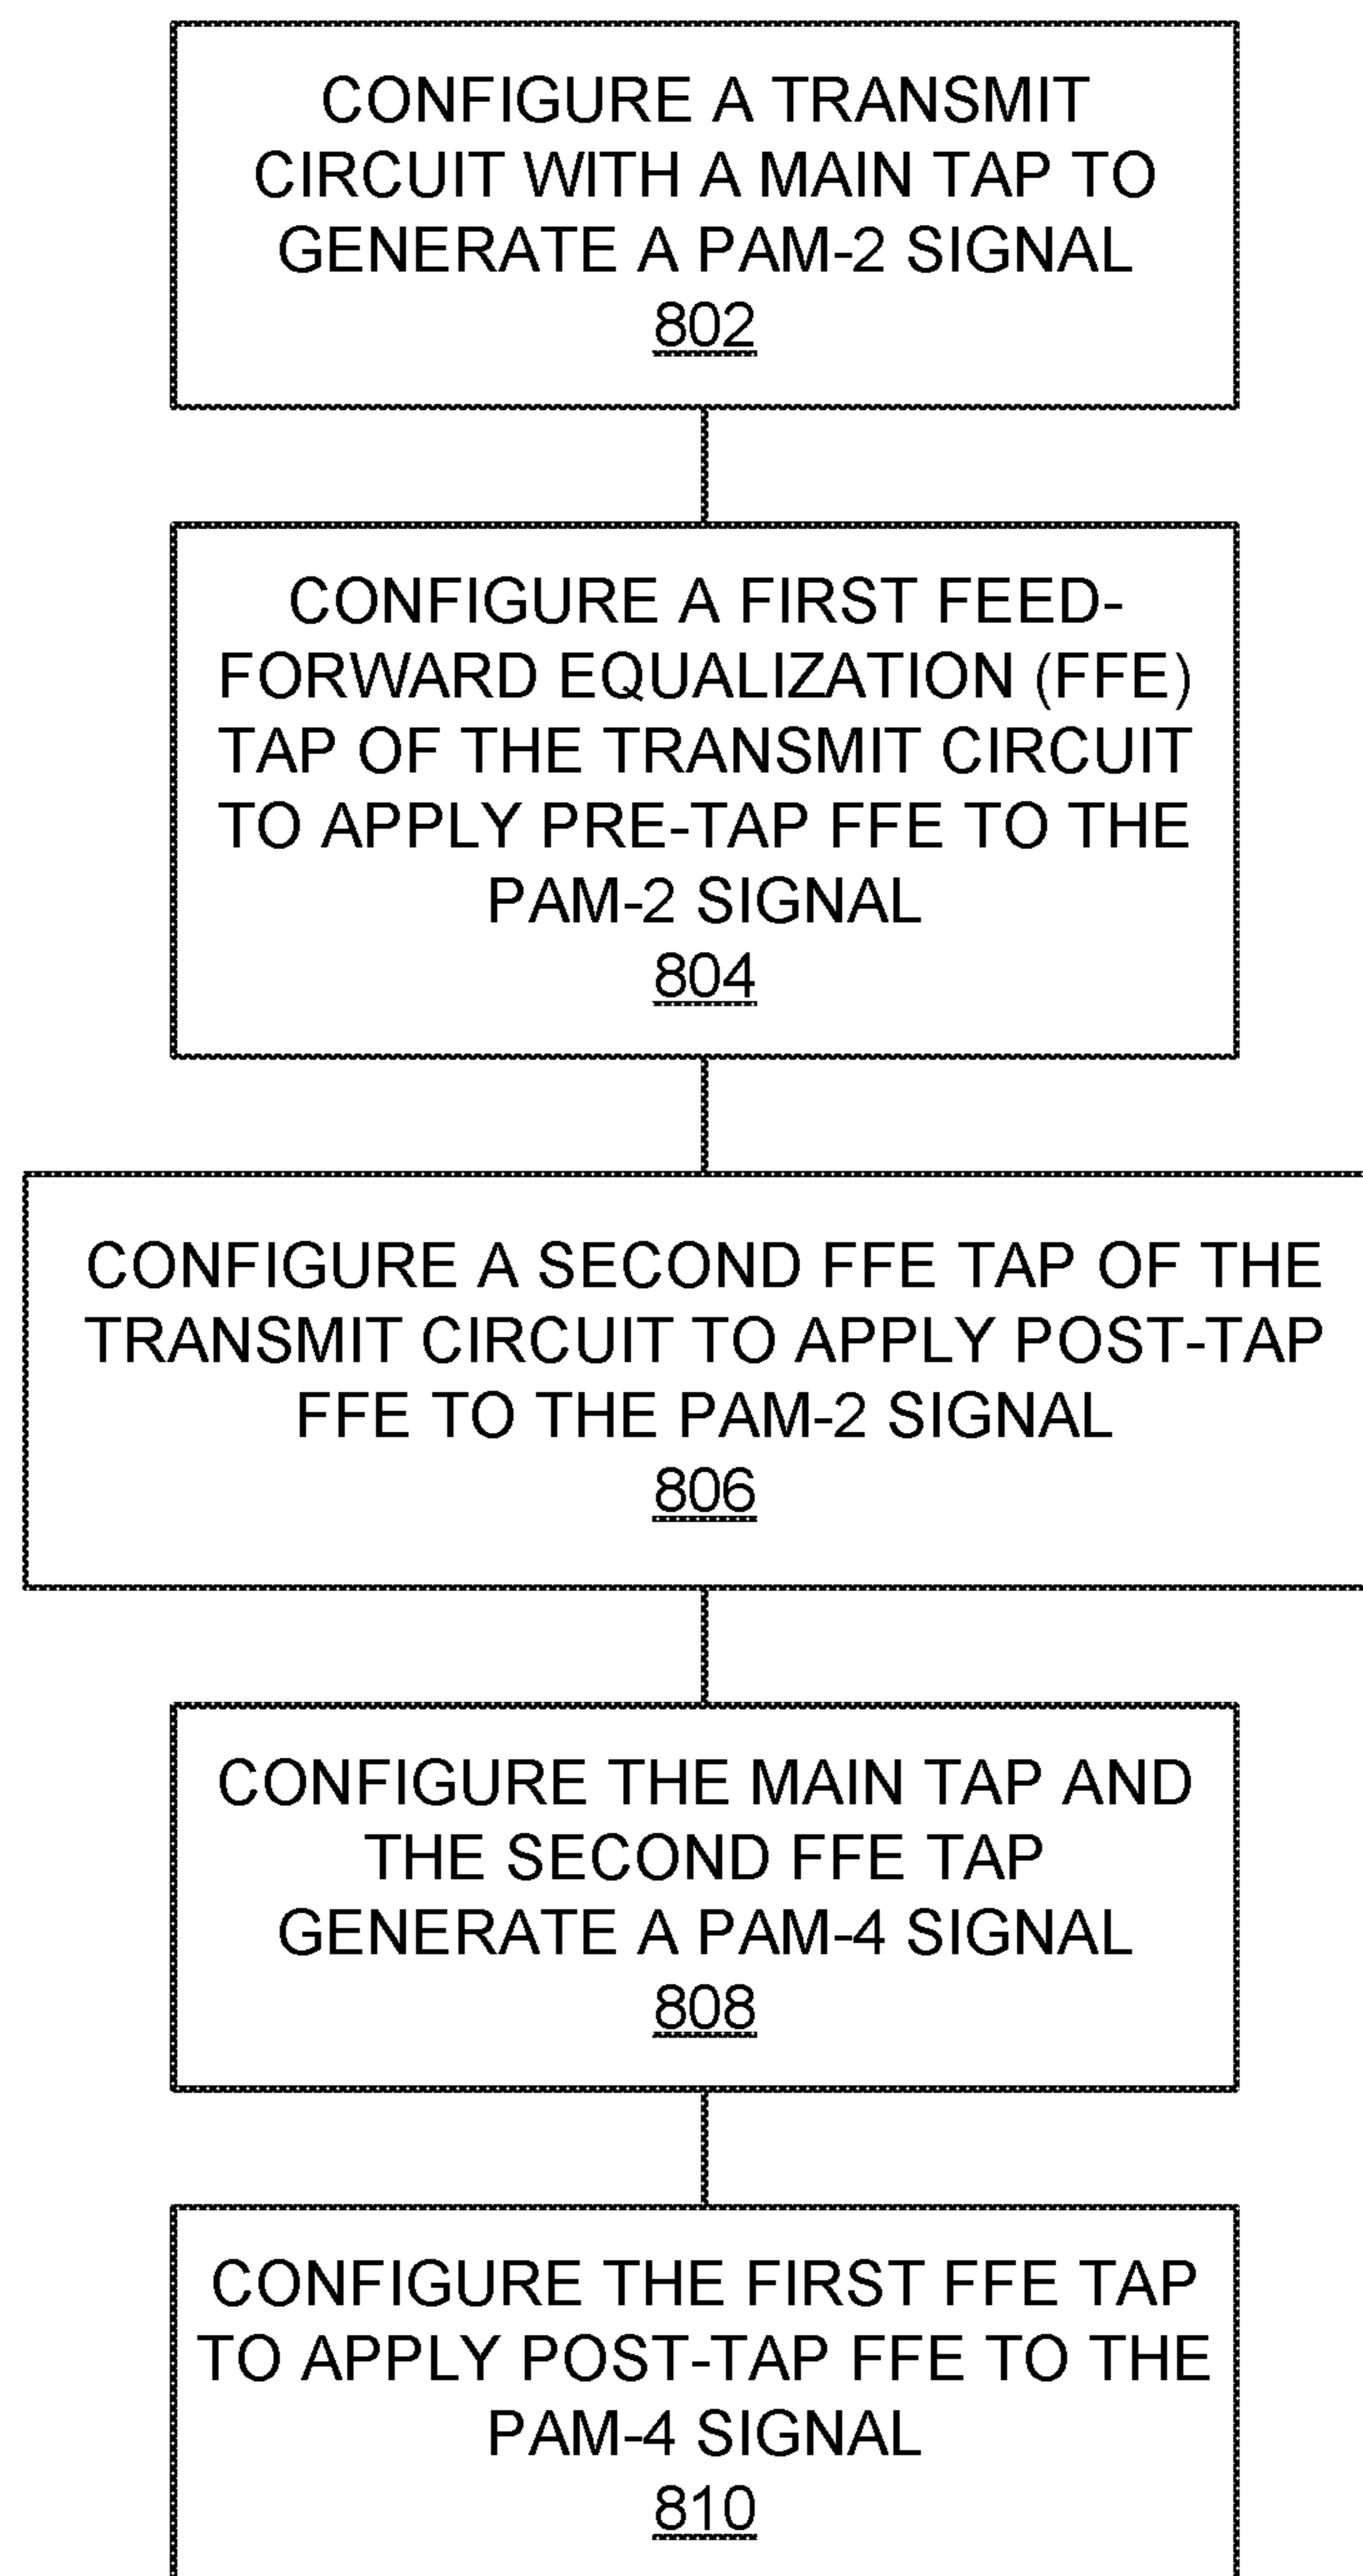 CONFIGURE A TRANSMIT
CIRCUIT WITH A MAIN TAP TO
GENERATE A PAM-2 SIGNAL
802
CONFIGURE A FIRST FEED-
FORWARD EQUALIZATION (FFE)
TAP OF THE TRANSMIT CIRCUIT
TO APPLY PRE-TAP FFE TO THE
PAM-2 SIGNAL
804
CONFIGURE A SECOND FFE TAP OF THE
TRANSMIT CIRCUIT TO APPLY POST-TAP
FFE TO THE PAM-2 SIGNAL
806
CONFIGURE THE MAIN TAP AND
THE SECOND FFE TAP
GENERATE A PAM-4 SIGNAL
808
CONFIGURE THE FIRST FFE TAP
TO APPLY POST-TAP FFE TO THE
PAM-4 SIGNAL
810